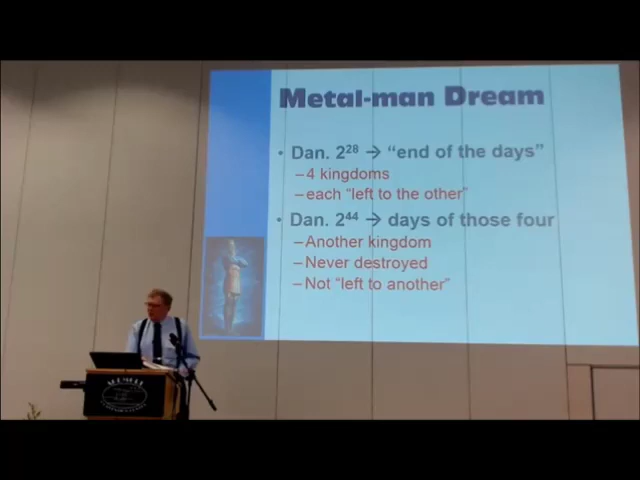 Metal-man Dream
• Dan. 2²⁸ → “end of the days”
–4 kingdoms
–each “left to the other”
• Dan. 2⁴⁴ → days of those four
–Another kingdom
–Never destroyed
–Not “left to another”